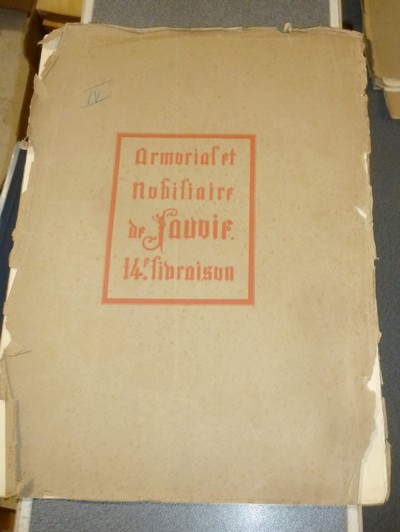 IV
Armorial et
Nobiliaire
de Savoie.
14e. livraison